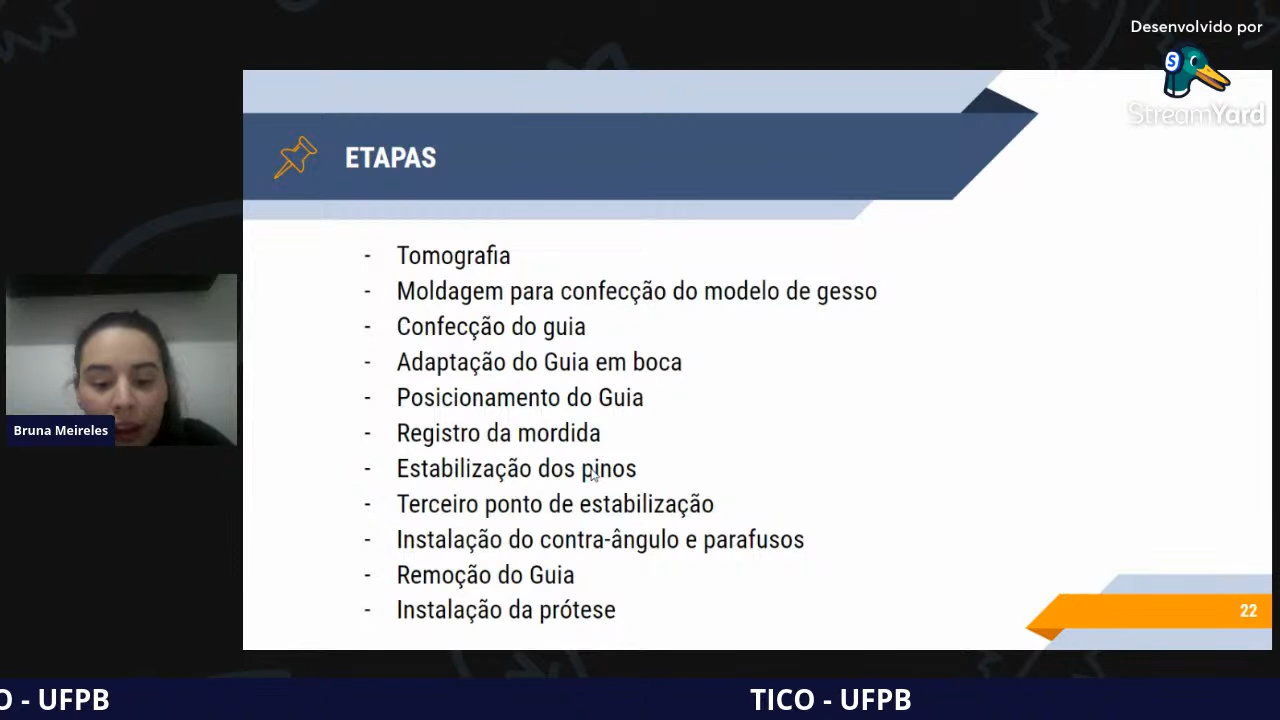 Desenvolvido por
S
StreamYard
ETAPAS
- Tomografia
- Moldagem para confecção do modelo de gesso
- Confecção do guia
- Adaptação do Guia em boca
- Posicionamento do Guia
- Registro da mordida
- Estabilização dos pinos
- Terceiro ponto de estabilização
- Instalação do contra-ângulo e parafusos
- Remoção do Guia
- Instalação da prótese
22
Bruna Meireles
O - UFPB TICO - UFPB